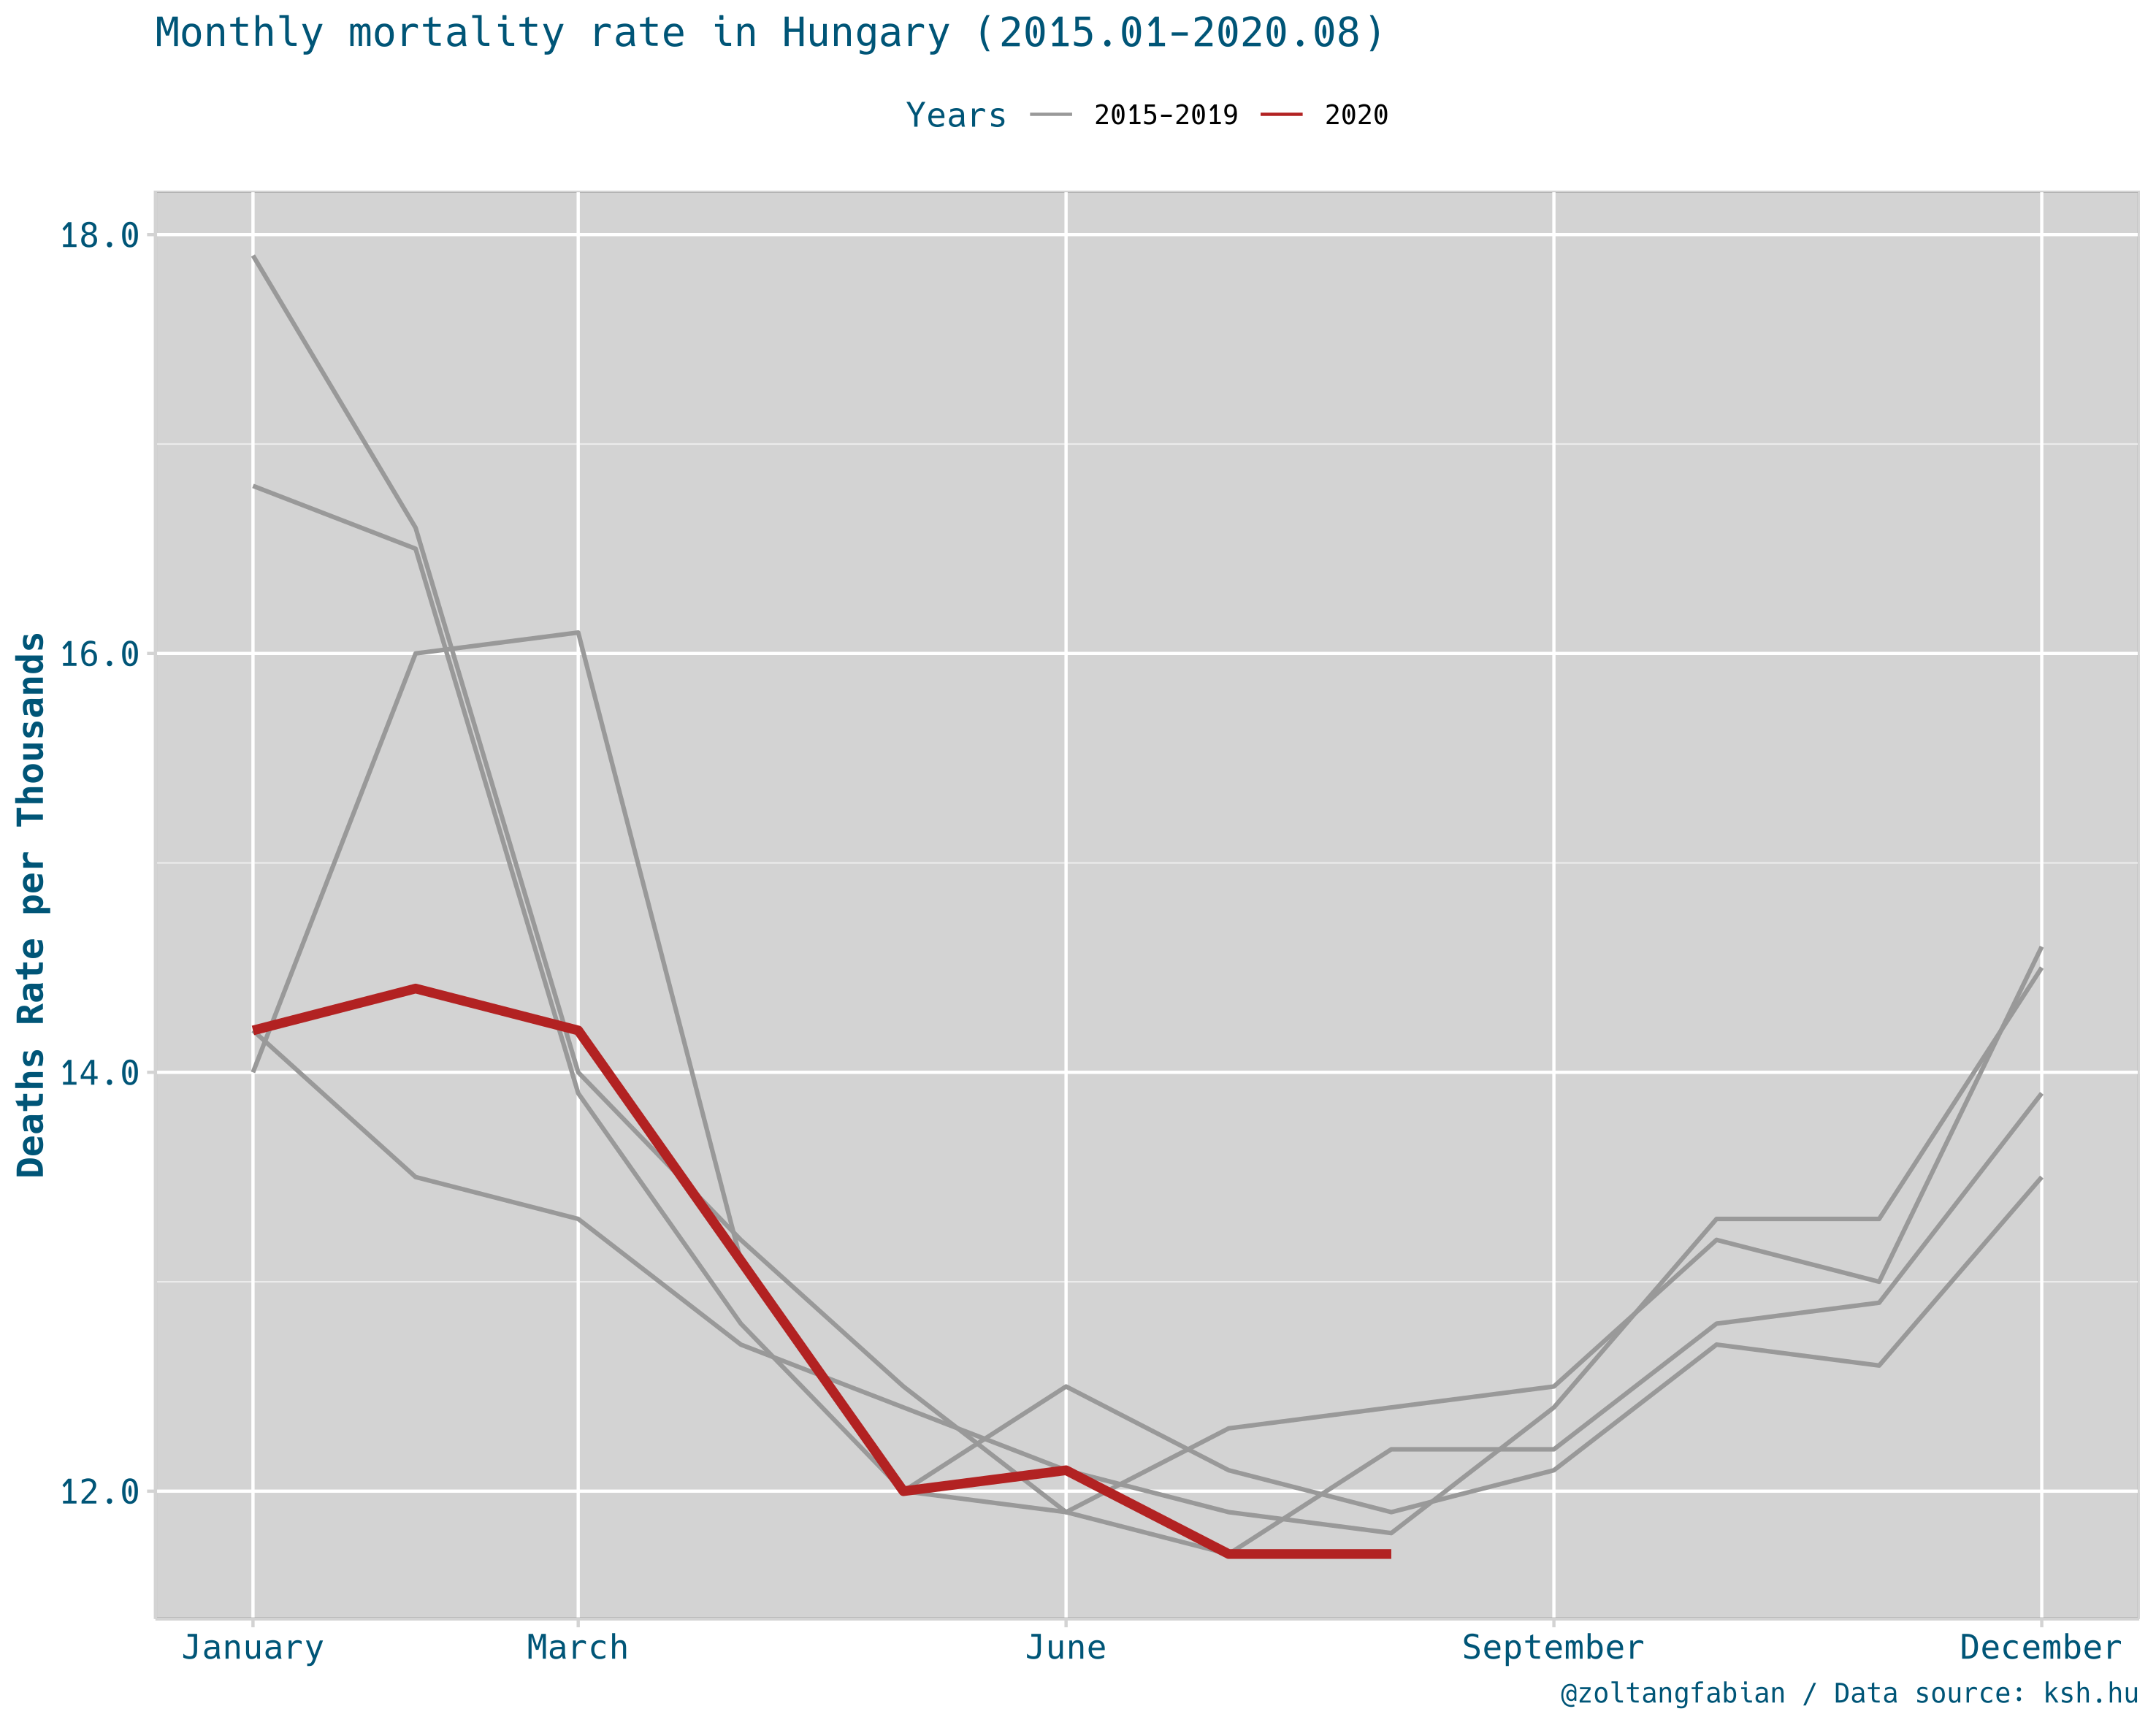 Monthly mortality rate in Hungary (2015.01-2020.08)
Years 2015-2019 2020
Deaths Rate per Thousands
18.0
16.0
14.0
12.0
January March June September December
@zoltangfabian / Data source: ksh.hu